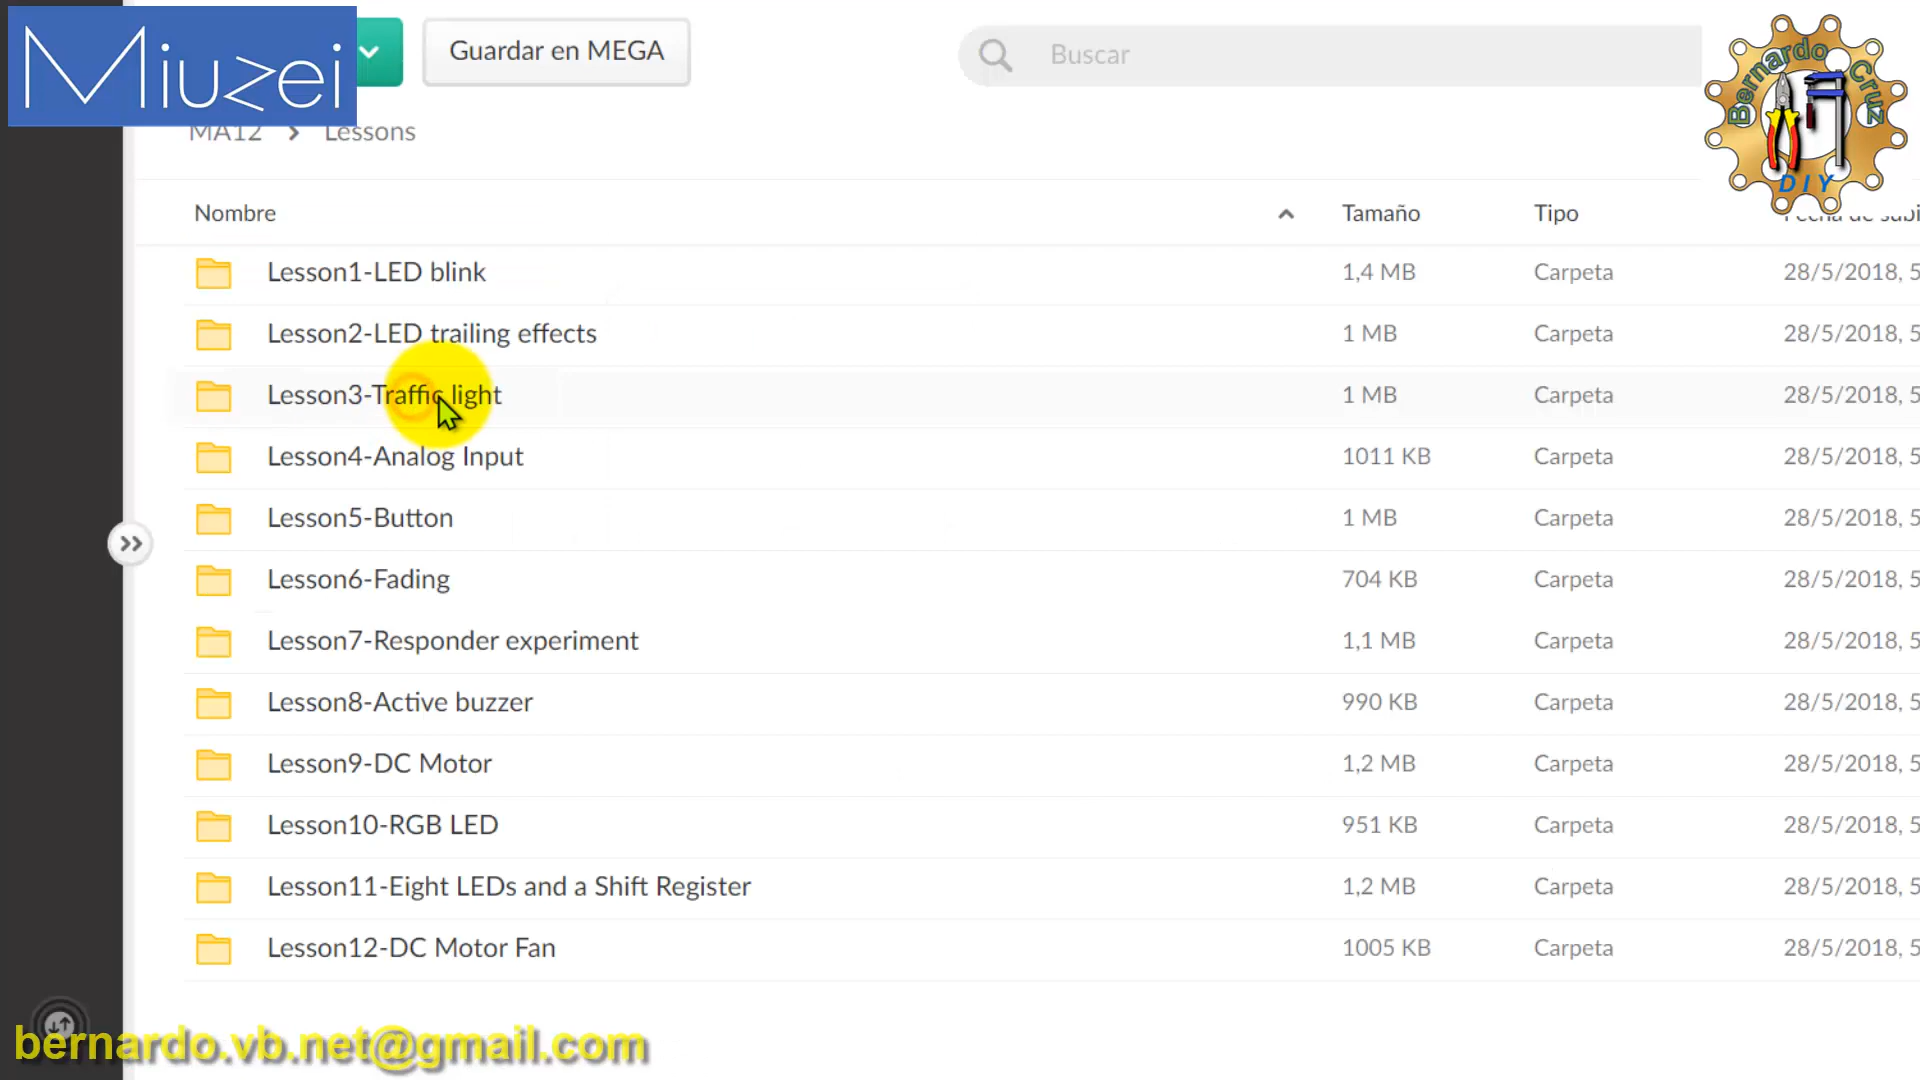 Miuzei
Guardar en MEGA
Buscar
Bernardo Cruz
DIY
MA12 > Lessons
Nombre Tamaño Tipo Fecha de subi
Lesson1-LED blink 1,4 MB Carpeta 28/5/2018, 5
Lesson2-LED trailing effects 1 MB Carpeta 28/5/2018, 5
Lesson3-Traffic light 1 MB Carpeta 28/5/2018, 5
Lesson4-Analog Input 1011 KB Carpeta 28/5/2018, 5
Lesson5-Button 1 MB Carpeta 28/5/2018, 5
Lesson6-Fading 704 KB Carpeta 28/5/2018, 5
Lesson7-Responder experiment 1,1 MB Carpeta 28/5/2018, 5
Lesson8-Active buzzer 990 KB Carpeta 28/5/2018, 5
Lesson9-DC Motor 1,2 MB Carpeta 28/5/2018, 5
Lesson10-RGB LED 951 KB Carpeta 28/5/2018, 5
Lesson11-Eight LEDs and a Shift Register 1,2 MB Carpeta 28/5/2018, 5
Lesson12-DC Motor Fan 1005 KB Carpeta 28/5/2018, 5
bernardo.vb.net@gmail.com